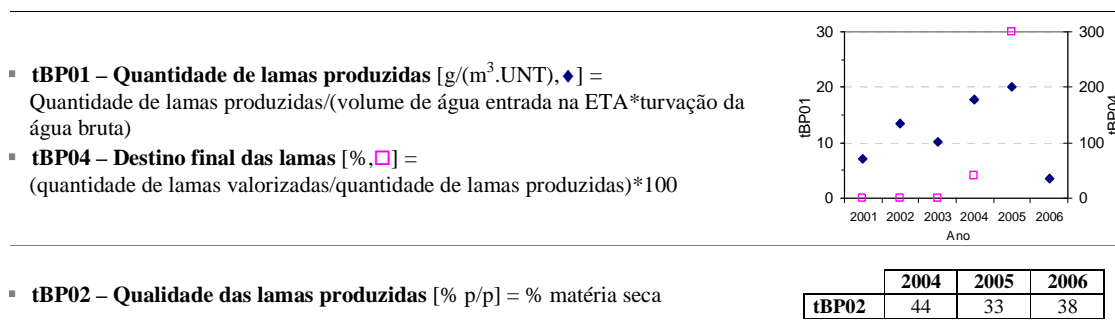 ▪ tBP01 – Quantidade de lamas produzidas [g/(m³.UNT),◆] =
Quantidade de lamas produzidas/(volume de água entrada na ETA*turvação da
água bruta)
▪ tBP04 – Destino final das lamas [%,□] =
(quantidade de lamas valorizadas/quantidade de lamas produzidas)*100
30 300
20 200
10 100
0 0
tBP01
tBP04
2001 2002 2003 2004 2005 2006
Ano
▪ tBP02 – Qualidade das lamas produzidas [% p/p] = % matéria seca
2004 2005 2006
tBP02 44 33 38